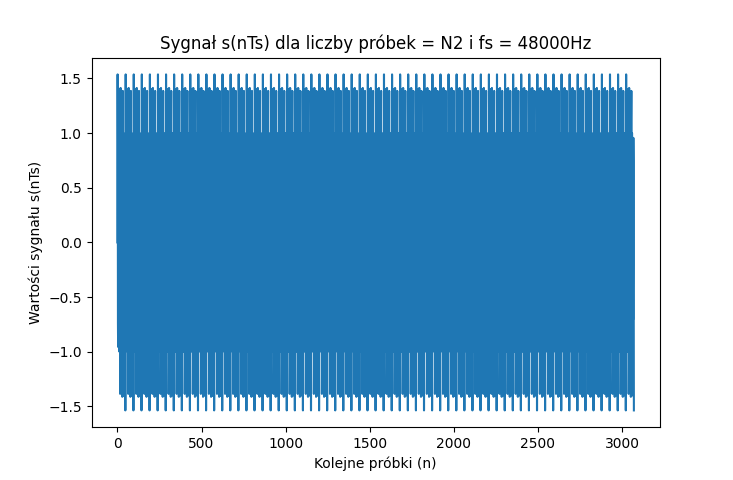 Sygnał s(nTs) dla liczby próbek = N2 i fs = 48000Hz
Wartości sygnału s(nTs)
1.5
1.0
0.5
0.0
−0.5
−1.0
−1.5
0 500 1000 1500 2000 2500 3000
Kolejne próbki (n)